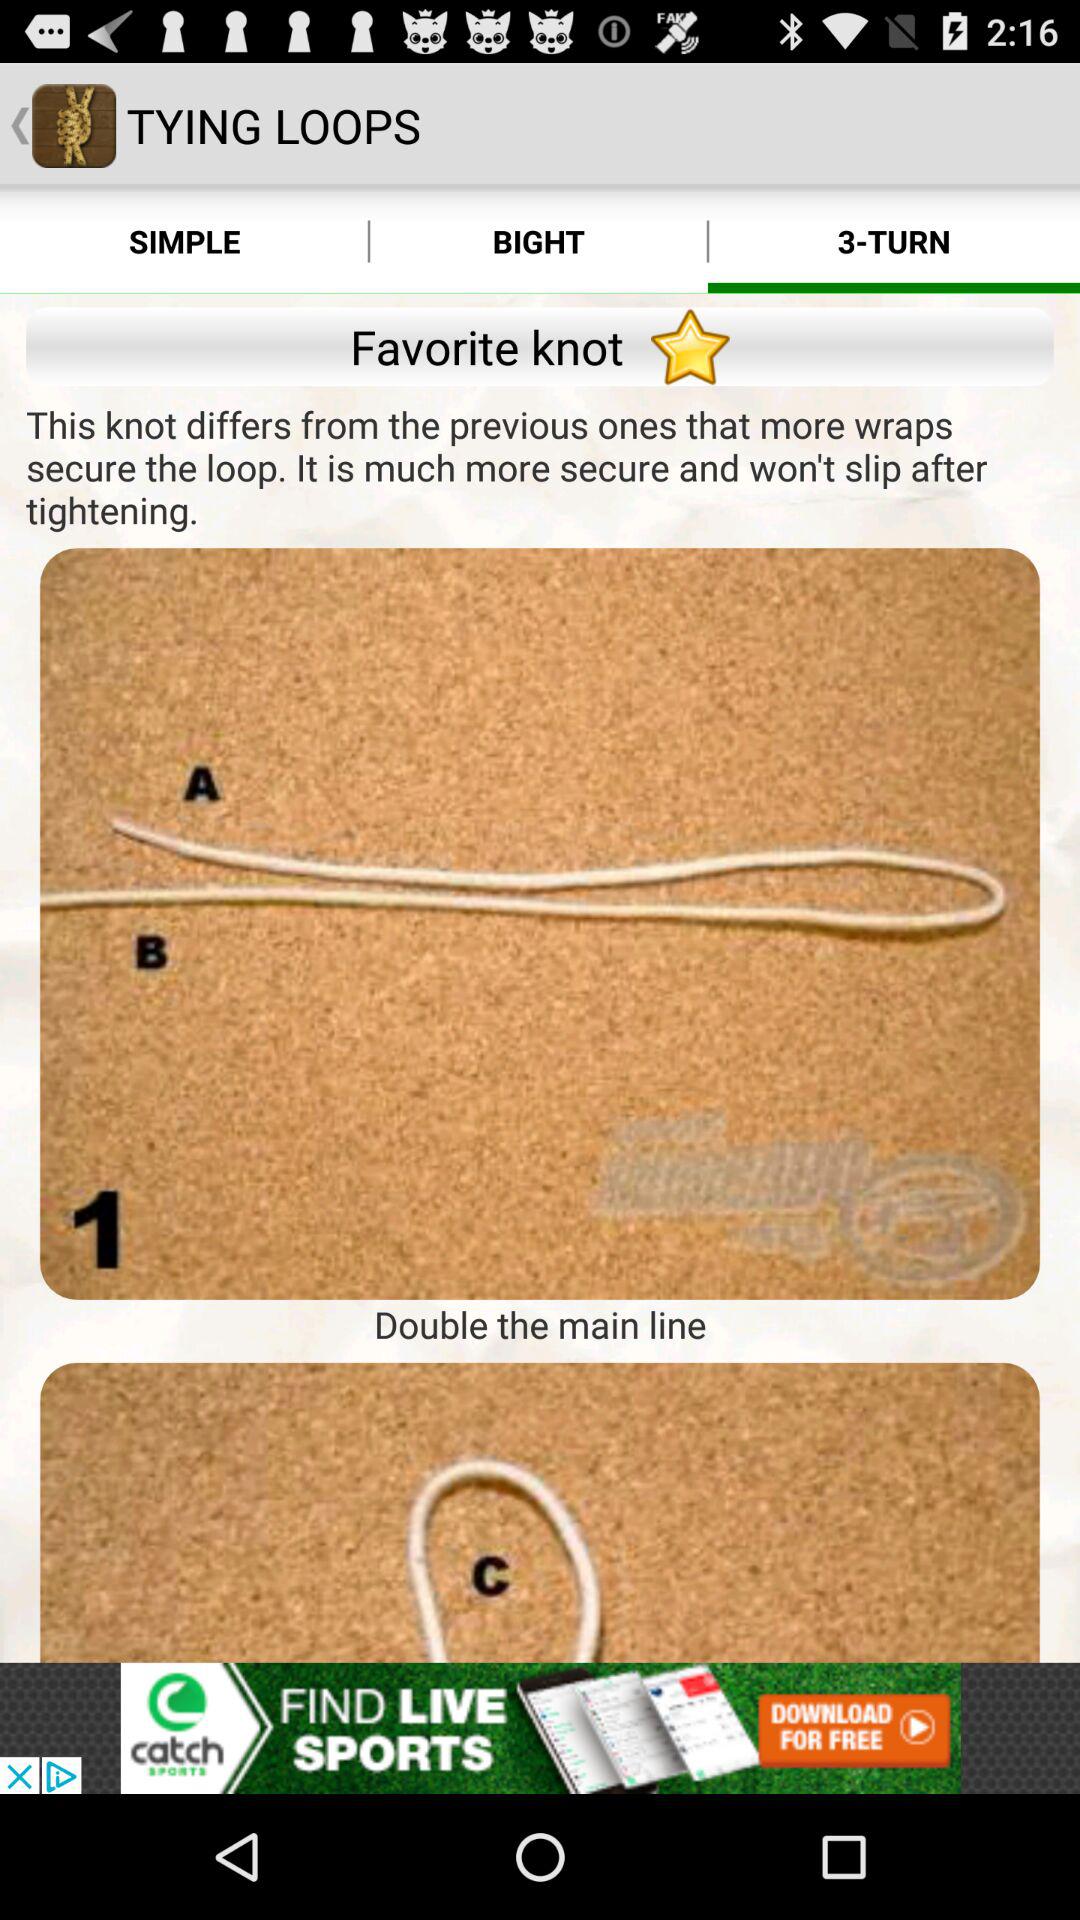 FAK
2:16
TYING LOOPS
SIMPLE
BIGHT
3-TURN
Favorite knot
This knot differs from the previous ones that more wraps
secure the loop. It is much more secure and won't slip after
tightening.
A
B
1
Double the main line
C
catch
SPORTS
FIND LIVE
SPORTS
DOWNLOAD
FOR FREE